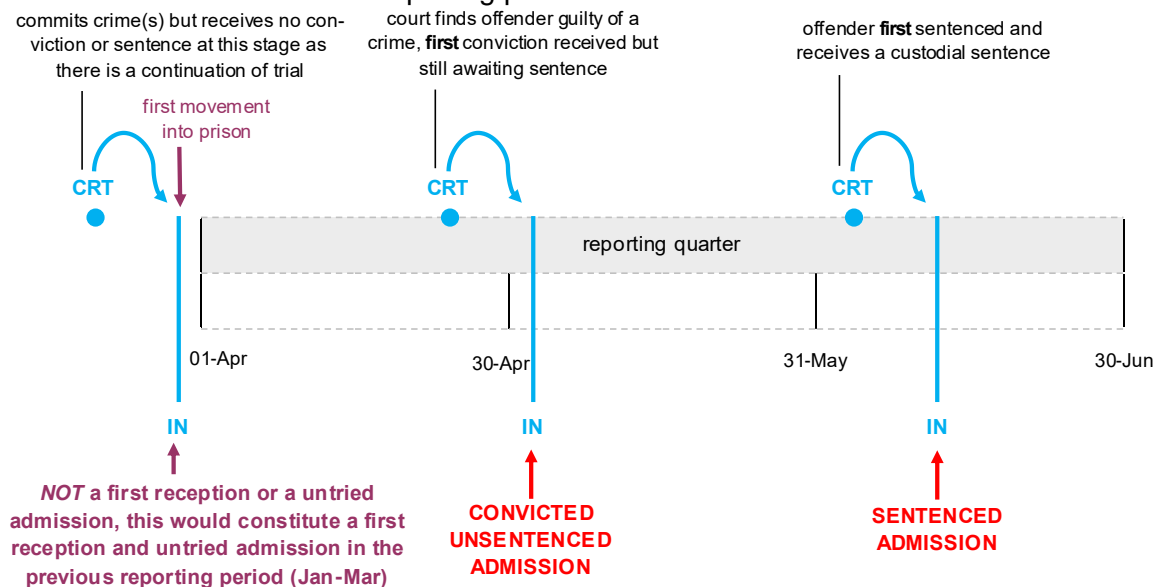 commits crime(s) but receives no con-
viction or sentence at this stage as
there is a continuation of trial
first movement
into prison
court finds offender guilty of a
crime, first conviction received but
still awaiting sentence
offender first sentenced and
receives a custodial sentence
CRT
CRT
CRT
reporting quarter
01-Apr
30-Apr
31-May
30-Jun
IN
IN
IN
NOT a first reception or a untried
admission, this would constitute a first
reception and untried admission in the
previous reporting period (Jan-Mar)
CONVICTED
UNSENTENCED
ADMISSION
SENTENCED
ADMISSION